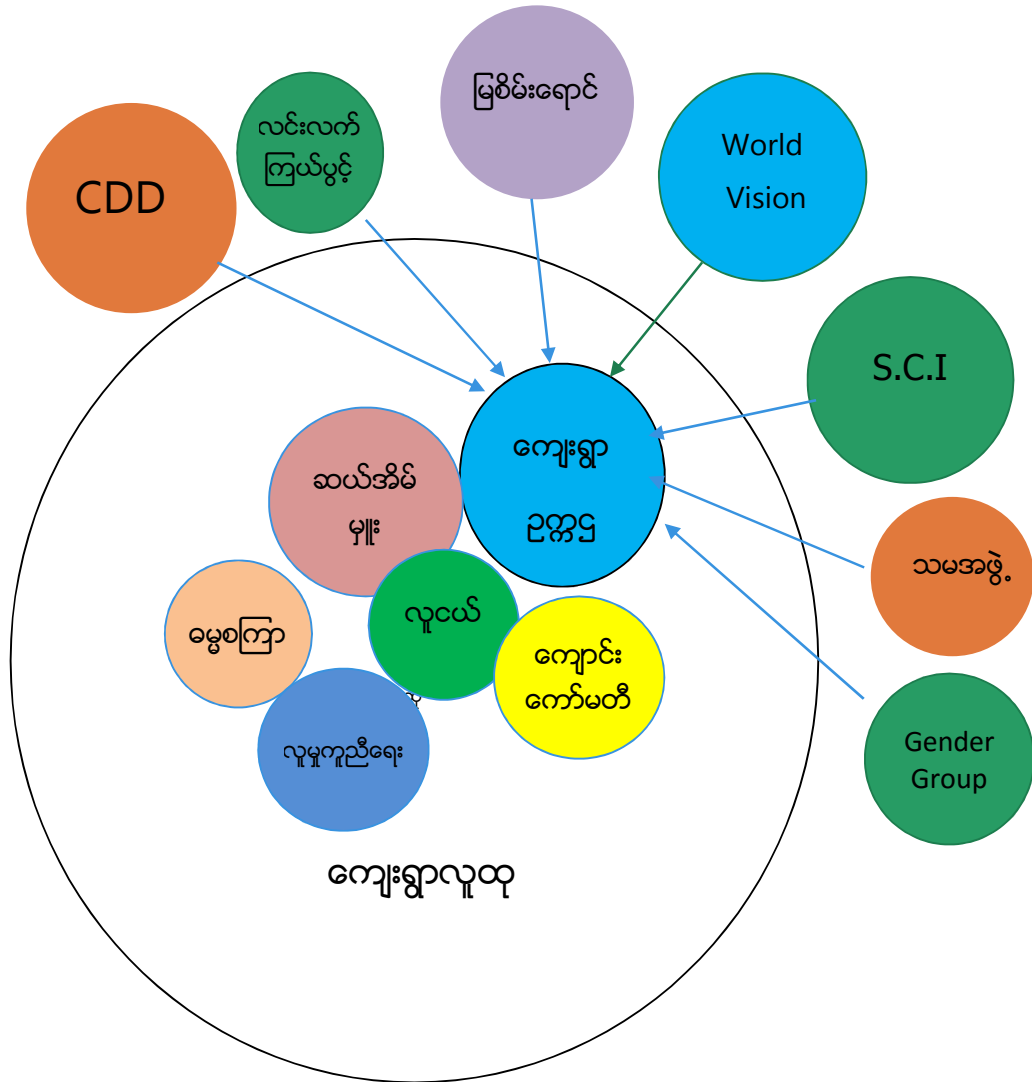 မြစိမ်းရောင်
လင်းလက်
ကြယ်ပွင့်
World
Vision
CDD
S.C.I
ကျေးရွာ
ဥက္ကဌ
ဆယ်အိမ်
မှူး
သမအဖွဲ့
လူငယ်
ဓမ္မစကြာ
ကျောင်း
ကော်မတီ
Gender
Group
လူမှုကူညီရေး
ကျေးရွာလူထု